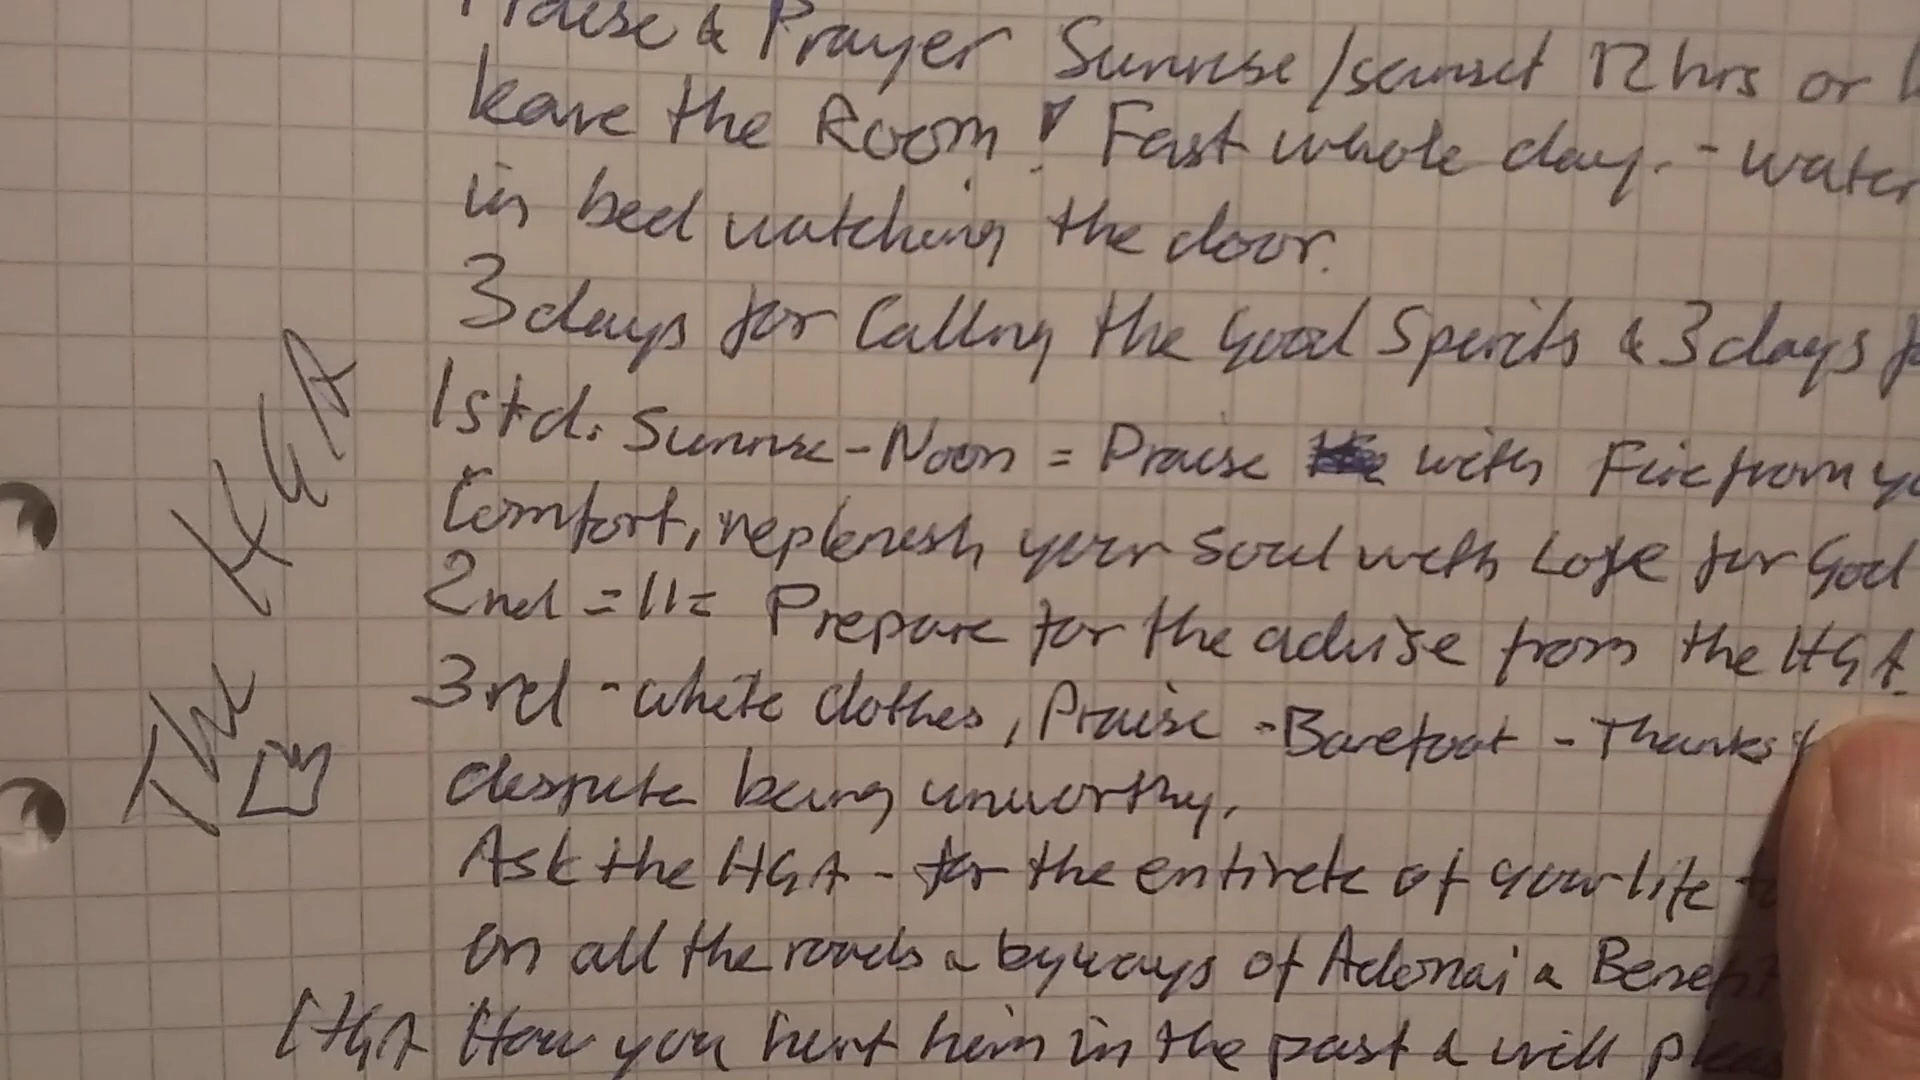 Praise & Prayer Sunrise/sunset 12 hrs or
leave the Room! Fast whole day. - water
in bed watching the door.
3 days for Calling the Good Spirits & 3 days
1st d. Sunrise - Noon = Praise with Fire from
Comfort, replenish your soul with Love for God
2nd = 11 = Prepare for the advise from the HGA.
3rd - white clothes, Praise - Barefoot - Thanks
despite being unworthy.
Ask the HGA - for the entirete of your life
on all the roads & byways of Adonai &
HGA How you hurt him in the past & will
The HGA